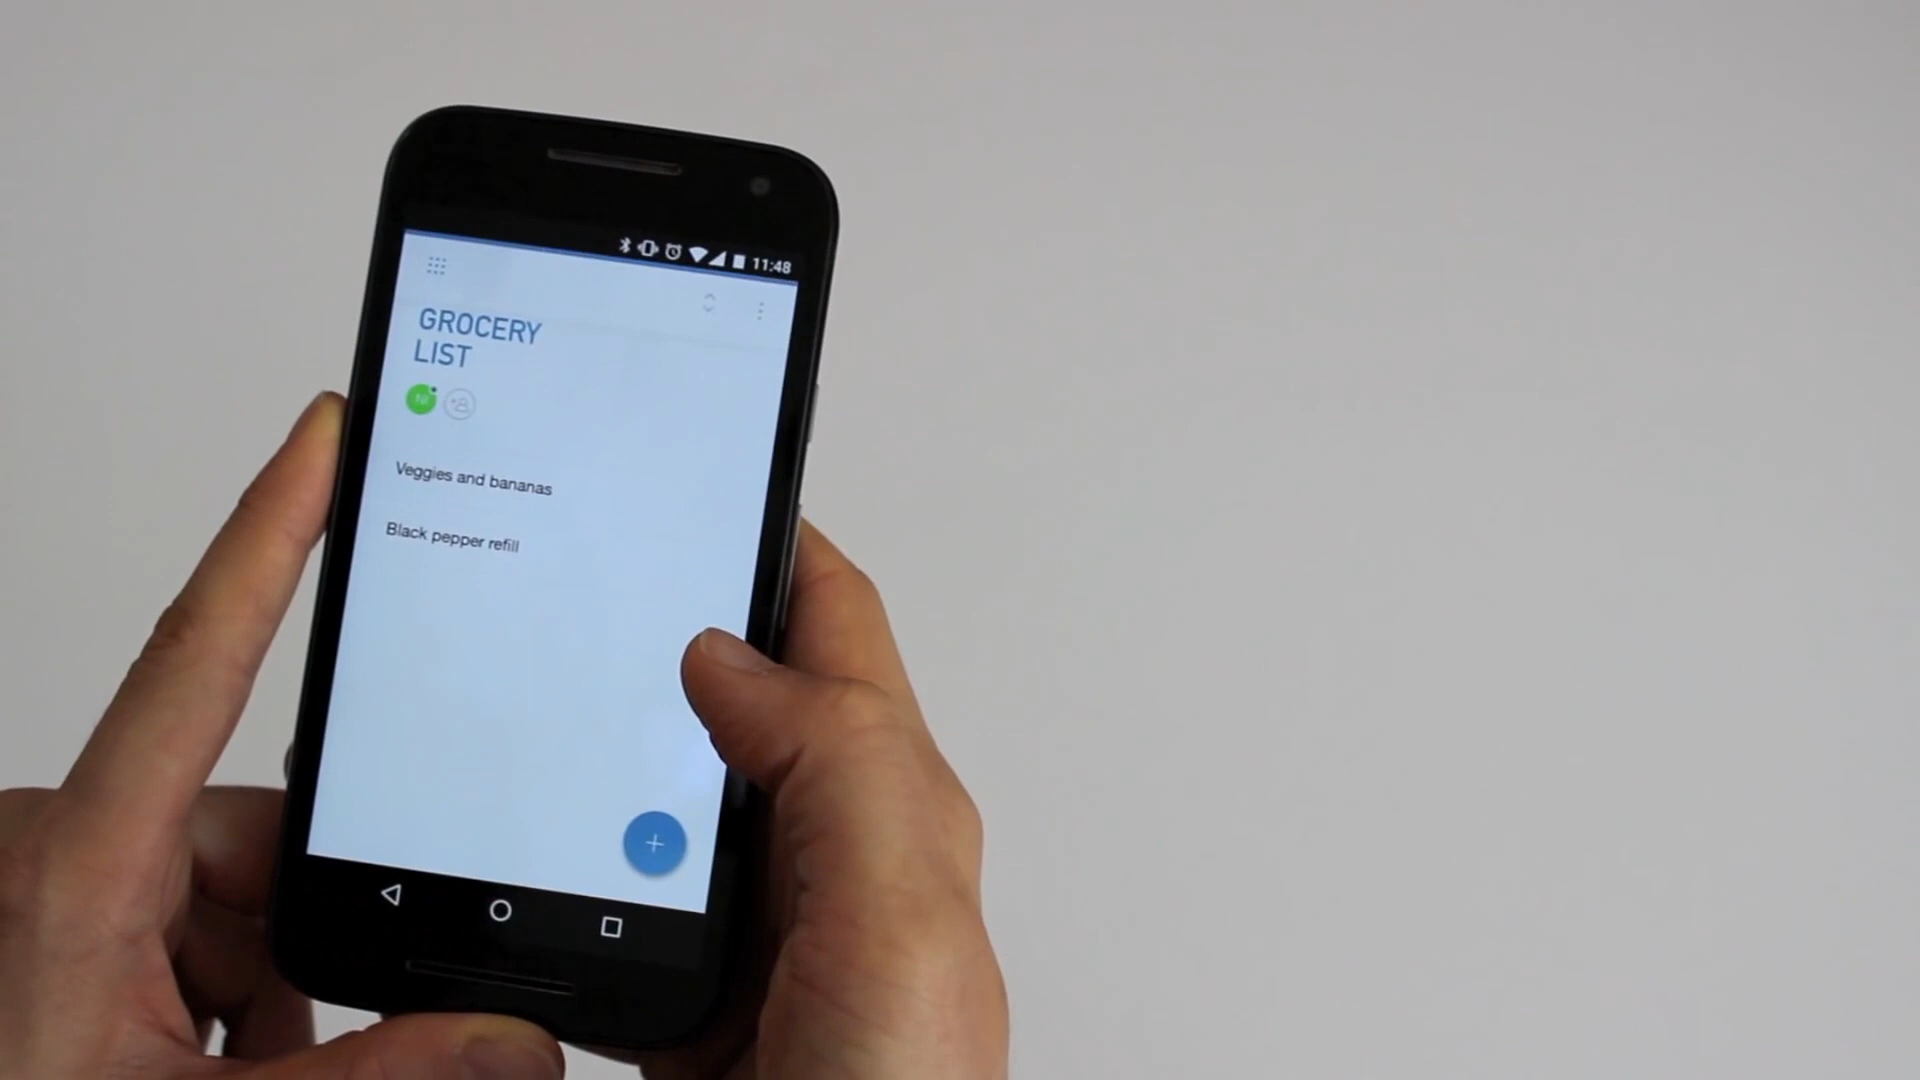 11:48
GROCERY
LIST
Veggies and bananas
Black pepper refill